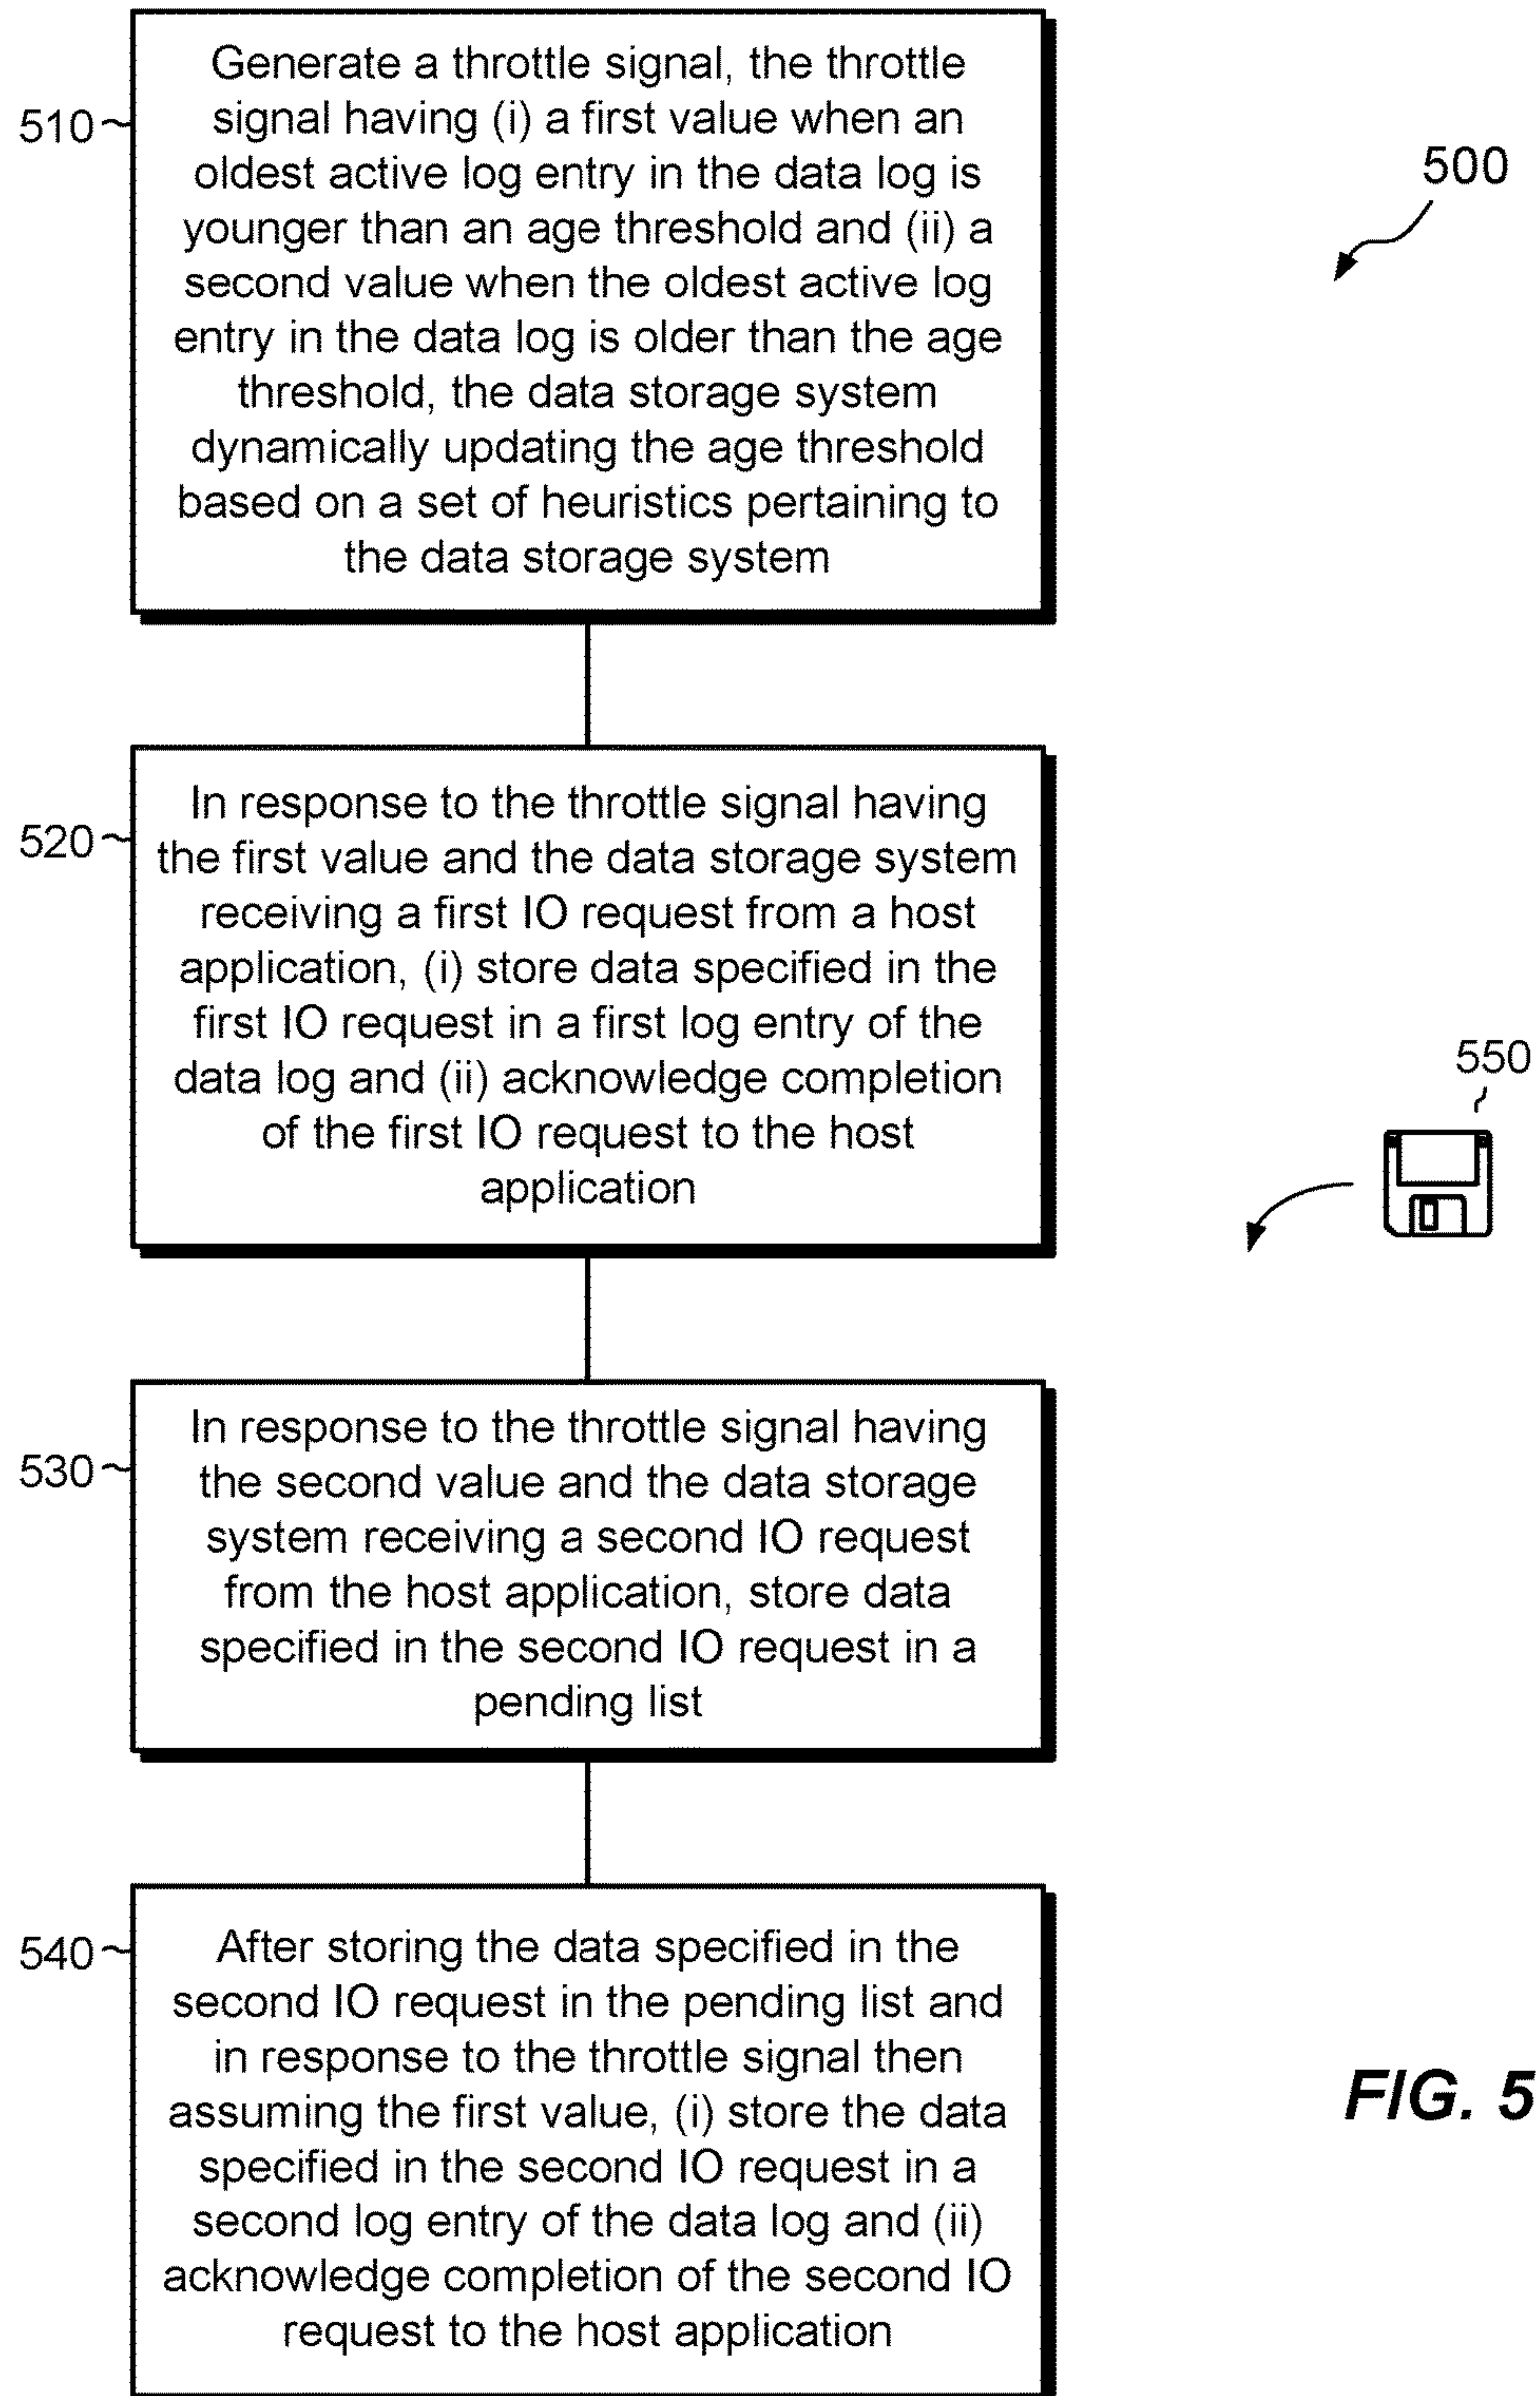 Generate a throttle signal, the throttle
signal having (i) a first value when an
oldest active log entry in the data log is
younger than an age threshold and (ii) a
second value when the oldest active log
entry in the data log is older than the age
threshold, the data storage system
dynamically updating the age threshold
based on a set of heuristics pertaining to
the data storage system
510
500
In response to the throttle signal having
the first value and the data storage system
receiving a first IO request from a host
application, (i) store data specified in the
first IO request in a first log entry of the
data log and (ii) acknowledge completion
of the first IO request to the host
application
520
550
In response to the throttle signal having
the second value and the data storage
system receiving a second IO request
from the host application, store data
specified in the second IO request in a
pending list
530
After storing the data specified in the
second IO request in the pending list and
in response to the throttle signal then
assuming the first value, (i) store the data
specified in the second IO request in a
second log entry of the data log and (ii)
acknowledge completion of the second IO
request to the host application
540
FIG. 5